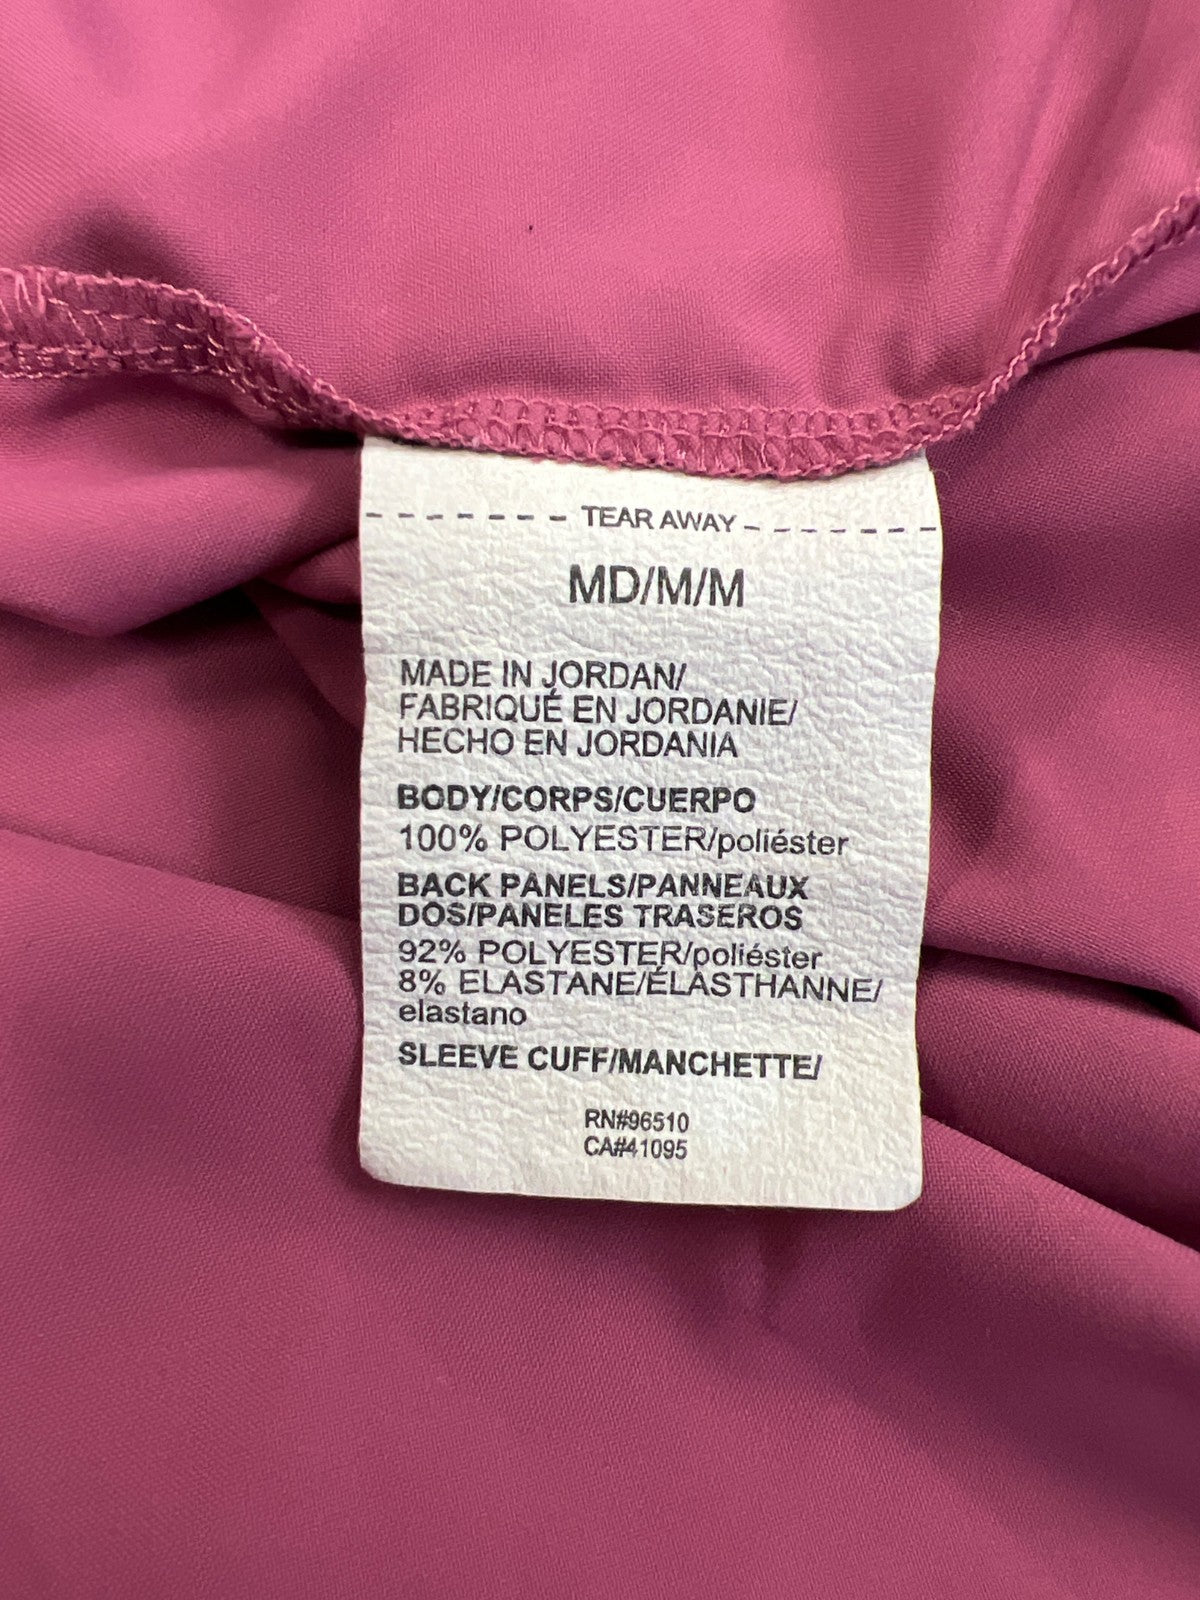 TEAR AWAY
MD/M/M
MADE IN JORDAN/
FABRIQUÉ EN JORDANIE/
HECHO EN JORDANIA
BODY/CORPS/CUERPO
100% POLYESTER/poliéster
BACK PANELS/PANNEAUX
DOS/PANELES TRASEROS
92% POLYESTER/poliéster
8% ELASTANE/ÉLASTHANNE/
elastano
SLEEVE CUFF/MANCHETTE/
RN#96510
CA#41095